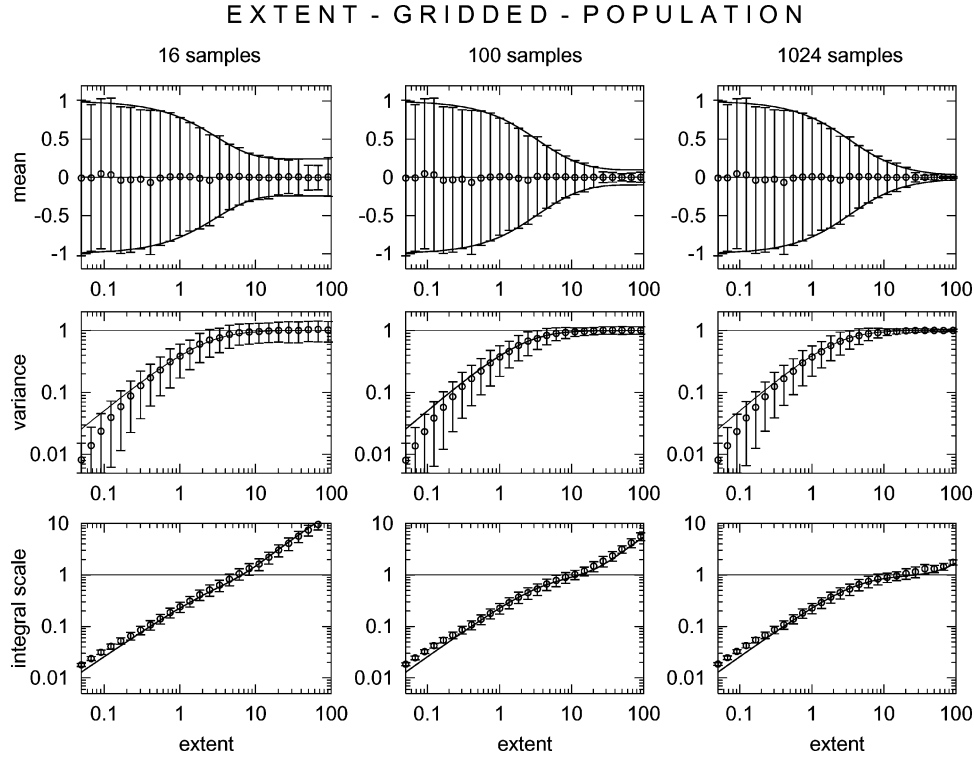 EXTENT - GRIDDED - POPULATION
16 samples 100 samples 1024 samples
mean
1 1 1
0.5 0.5 0.5
0 0 0
-0.5 -0.5 -0.5
-1 -1 -1
0.1 1 10 100 0.1 1 10 100 0.1 1 10 100
variance
1 1 1
0.1 0.1 0.1
0.01 0.01 0.01
0.1 1 10 100 0.1 1 10 100 0.1 1 10 100
integral scale
10 10 10
1 1 1
0.1 0.1 0.1
0.01 0.01 0.01
0.1 1 10 100 0.1 1 10 100 0.1 1 10 100
extent extent extent